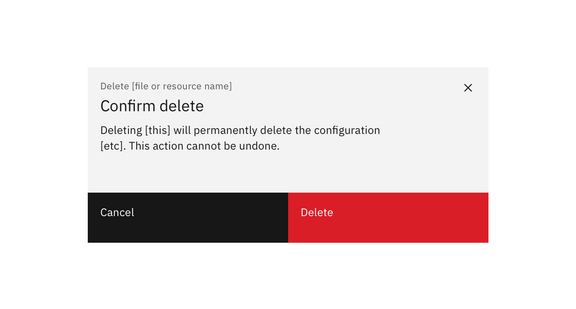 Delete [file or resource name]
Confirm delete
Deleting [this] will permanently delete the configuration
[etc]. This action cannot be undone.
Cancel
Delete